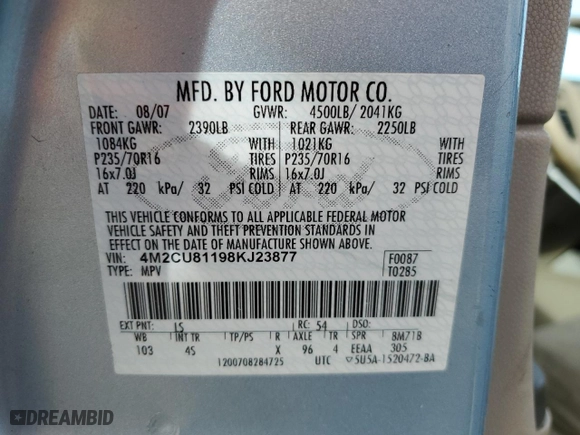 MFD. BY FORD MOTOR CO.
DATE: 08/07 GVWR: 4500LB/ 2041KG
FRONT GAWR: 2390LB REAR GAWR: 2250LB
1084KG WITH 1021KG WITH
P235/70R16 TIRES P235/70R16 TIRES
16x7.0J RIMS 16x7.0J RIMS
AT 220 kPa/ 32 PSI COLD AT 220 kPa/ 32 PSI COLD
THIS VEHICLE CONFORMS TO ALL APPLICABLE FEDERAL MOTOR
VEHICLE SAFETY AND THEFT PREVENTION STANDARDS IN
EFFECT ON THE DATE OF MANUFACTURE SHOWN ABOVE.
VIN: 4M2CU81198KJ23877 F0087
TYPE: MPV T0285
EXT PNT: LS RC: 54 DSO:
WB INT TR TP/PS R AXLE TR SPR BM71B
103 4S X 96 4 EEAA 305
1200708284725 UTC 5U5A-1520472-BA
DREAMBID